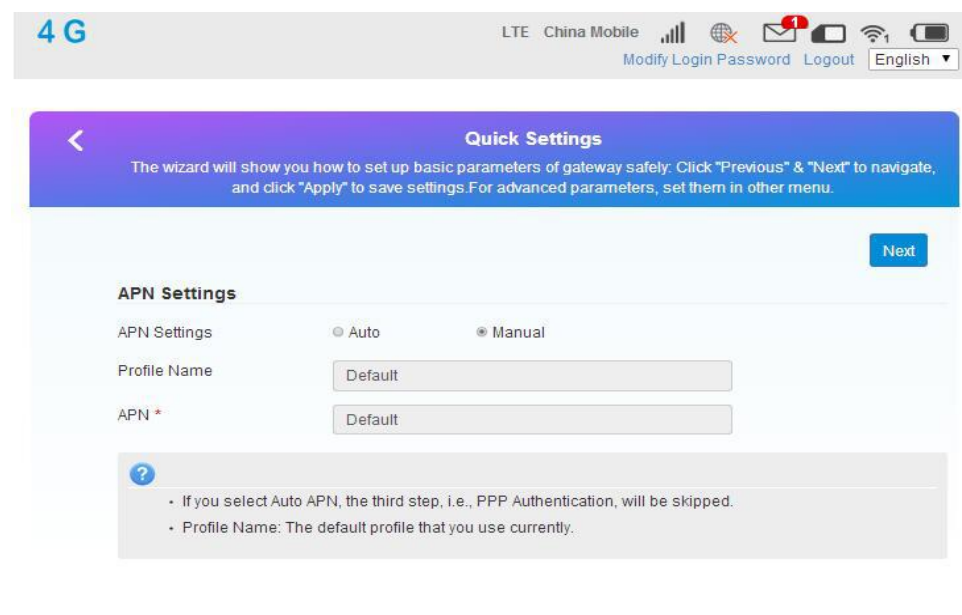 4 G
LTE China Mobile 1 1
Modify Login Password Logout English
Quick Settings
The wizard will show you how to set up basic parameters of gateway safely: Click "Previous" & "Next" to navigate,
and click "Apply" to save settings.For advanced parameters, set them in other menu.
Next
APN Settings
APN Settings Auto Manual
Profile Name Default
APN * Default
?
• If you select Auto APN, the third step, i.e., PPP Authentication, will be skipped.
• Profile Name: The default profile that you use currently.